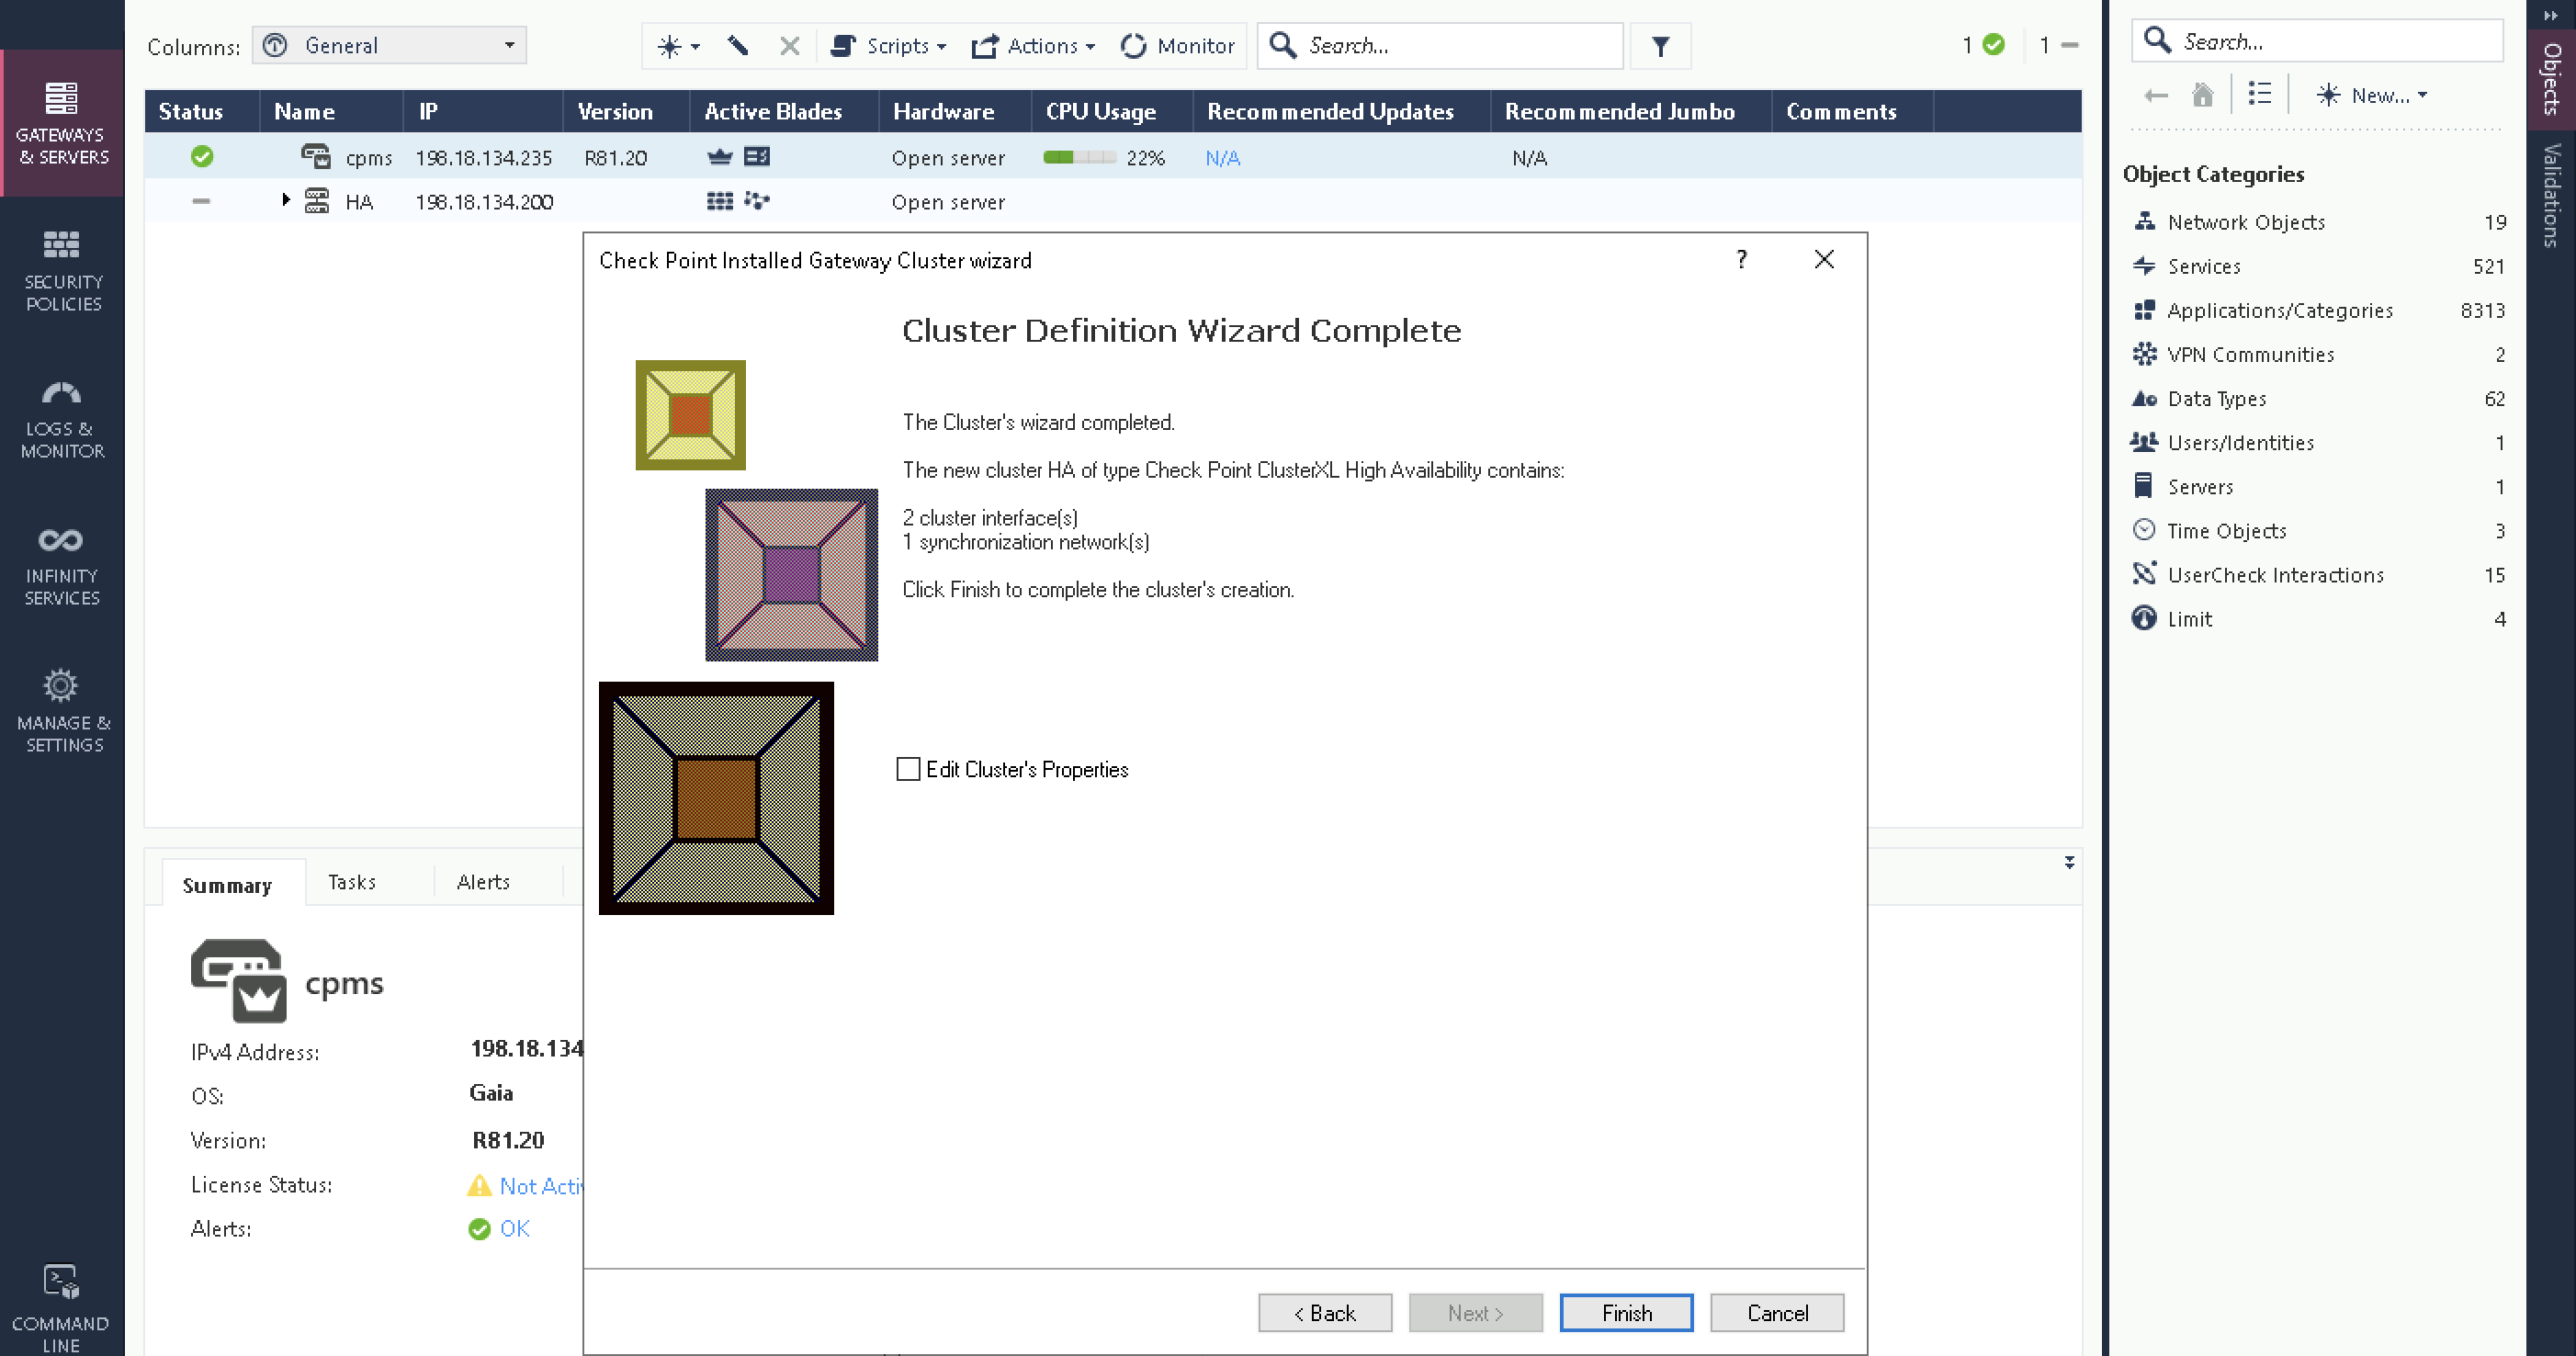 Columns: General
Scripts Actions Monitor Search...
1 1
Status Name IP Version Active Blades Hardware CPU Usage Recommended Updates Recommended Jumbo Comments
cpms 198.18.134.235 R81.20 Open server 22% N/A N/A
HA 198.18.134.200 Open server
GATEWAYS
& SERVERS
SECURITY
POLICIES
LOGS &
MONITOR
INFINITY
SERVICES
MANAGE &
SETTINGS
COMMAND
LINE
Check Point Installed Gateway Cluster wizard ?
Cluster Definition Wizard Complete
The Cluster's wizard completed.
The new cluster HA of type Check Point ClusterXL High Availability contains:
2 cluster interface(s)
1 synchronization network(s)
Click Finish to complete the cluster's creation.
Edit Cluster's Properties
< Back Next > Finish Cancel
Summary Tasks Alerts
cpms
IPv4 Address: 198.18.134
OS: Gaia
Version: R81.20
License Status: Not Activ
Alerts: OK
Search...
New...
Object Categories
Network Objects 19
Services 521
Applications/Categories 8313
VPN Communities 2
Data Types 62
Users/Identities 1
Servers 1
Time Objects 3
UserCheck Interactions 15
Limit 4
Objects
Validations